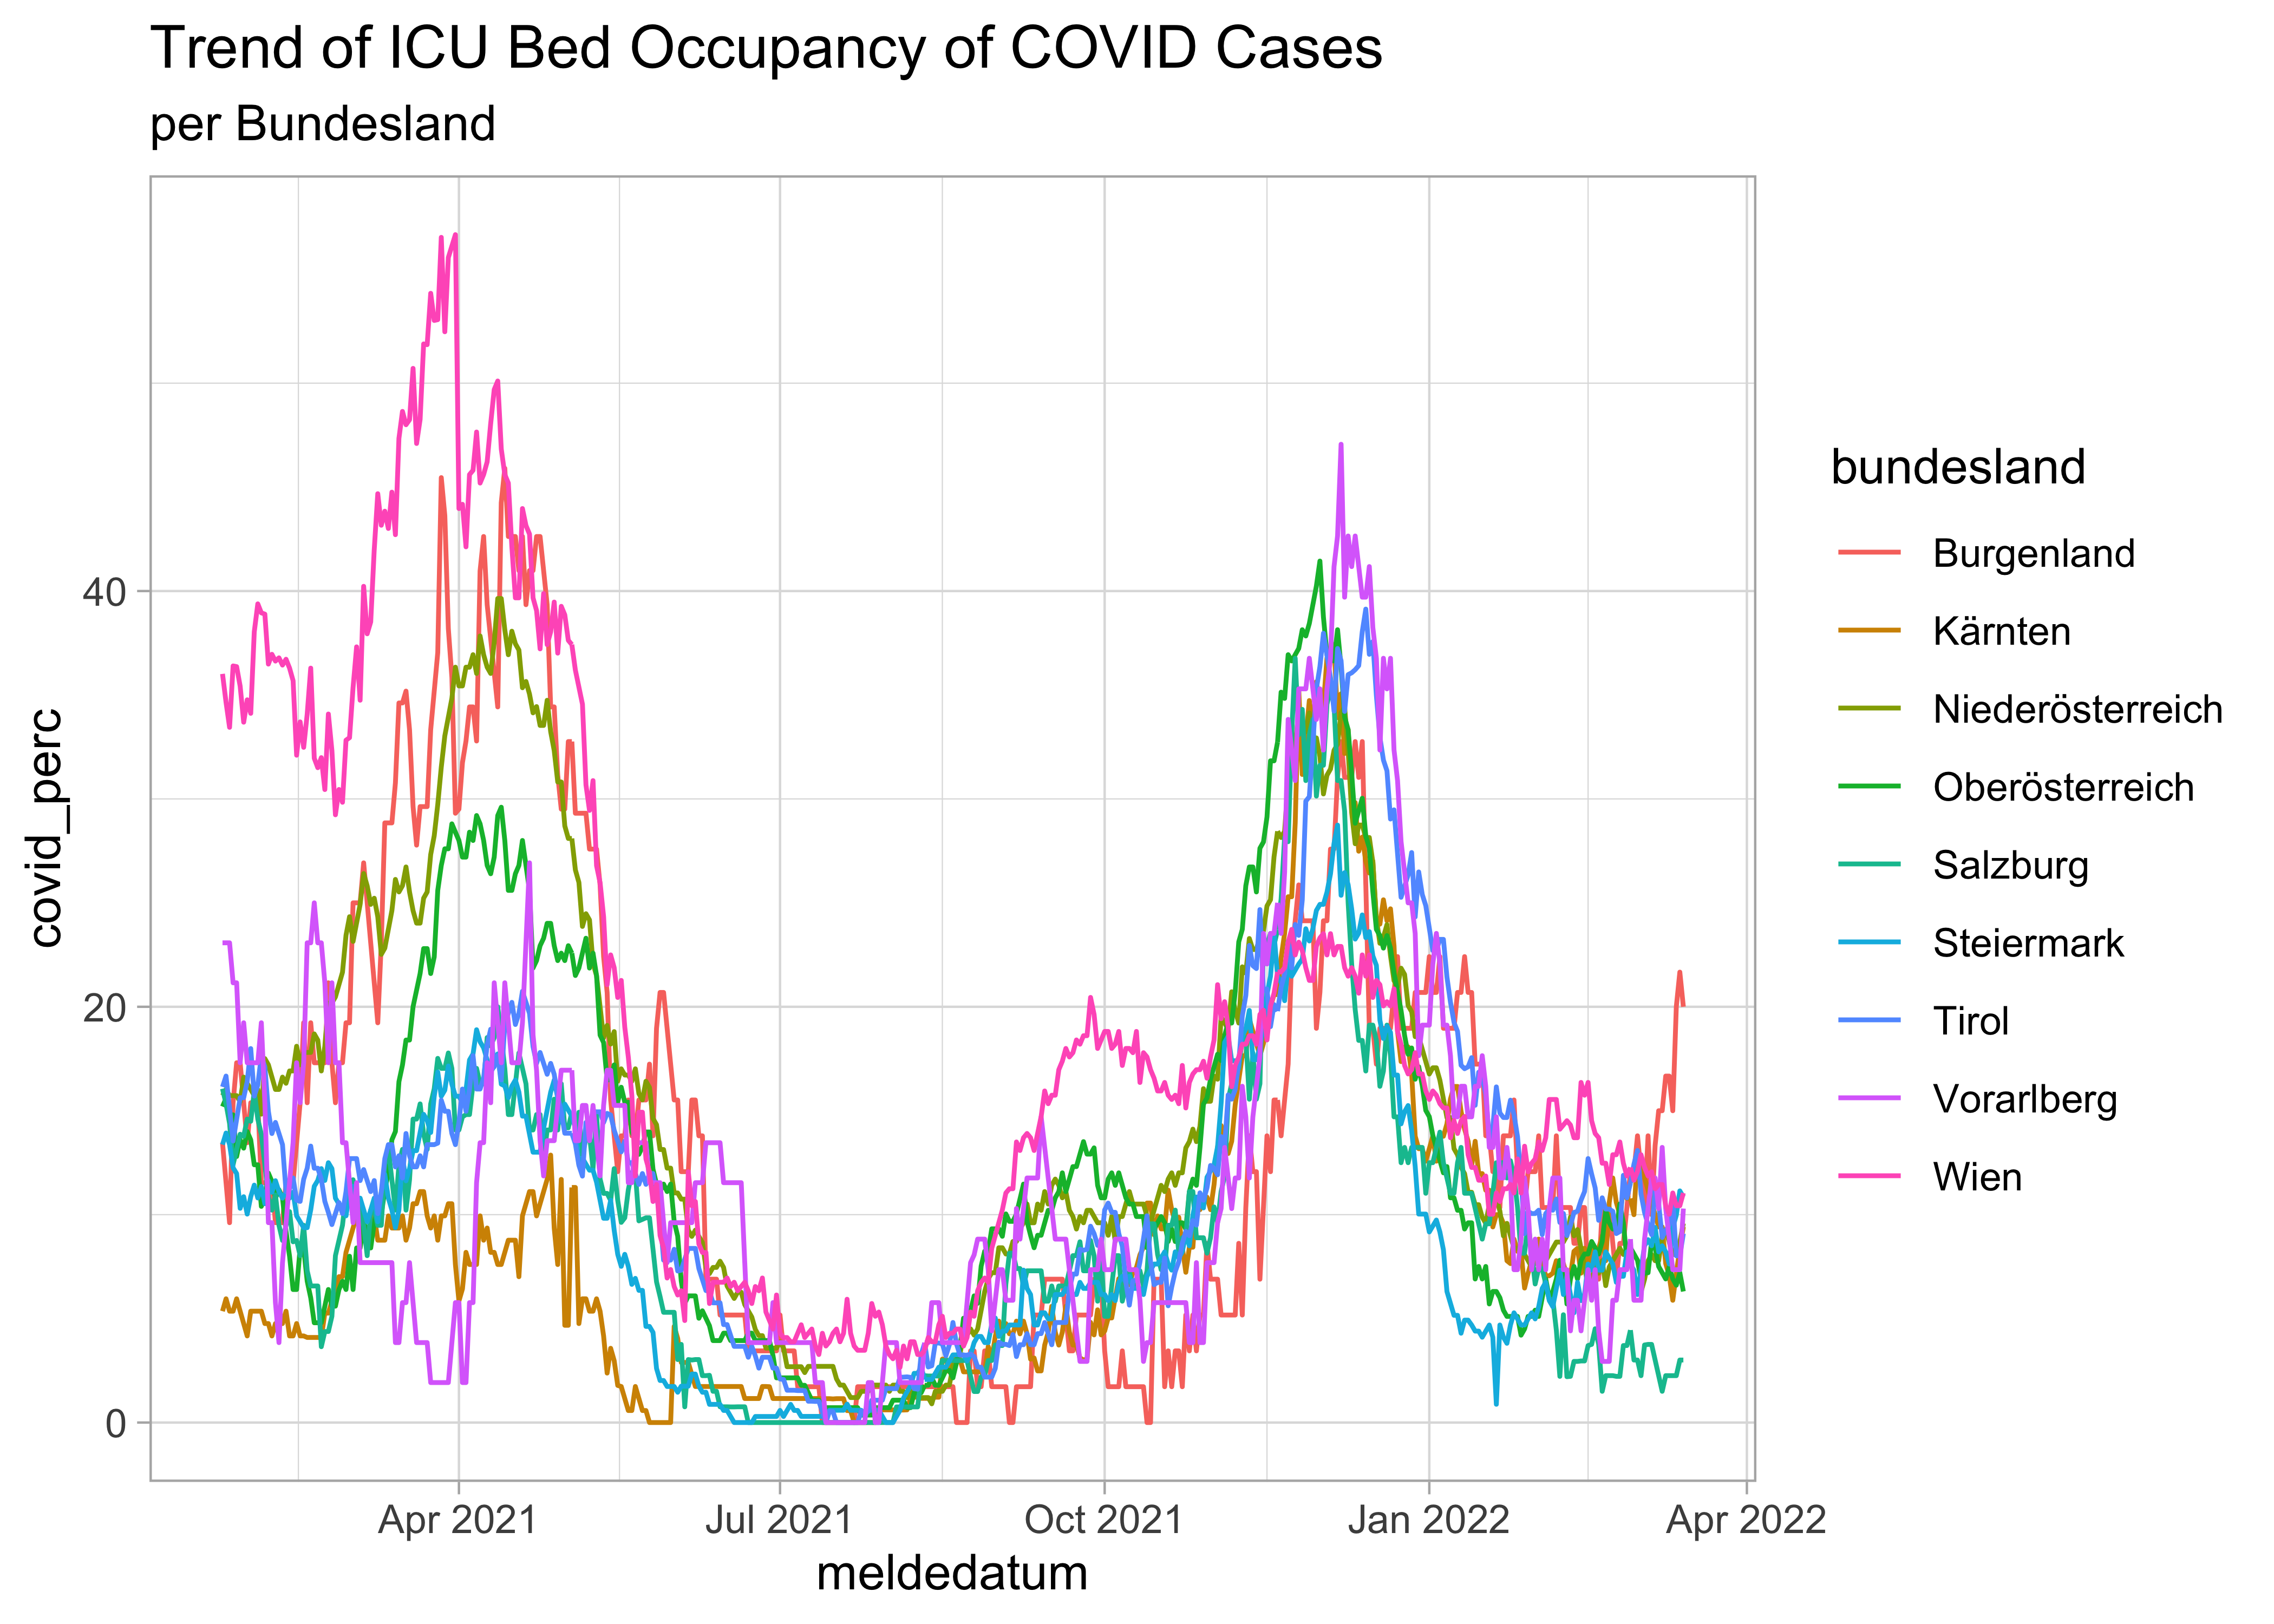 Trend of ICU Bed Occupancy of COVID Cases
per Bundesland
covid_perc
40
20
0
Apr 2021
Jul 2021
Oct 2021
Jan 2022
Apr 2022
meldedatum
bundesland
Burgenland
Kärnten
Niederösterreich
Oberösterreich
Salzburg
Steiermark
Tirol
Vorarlberg
Wien